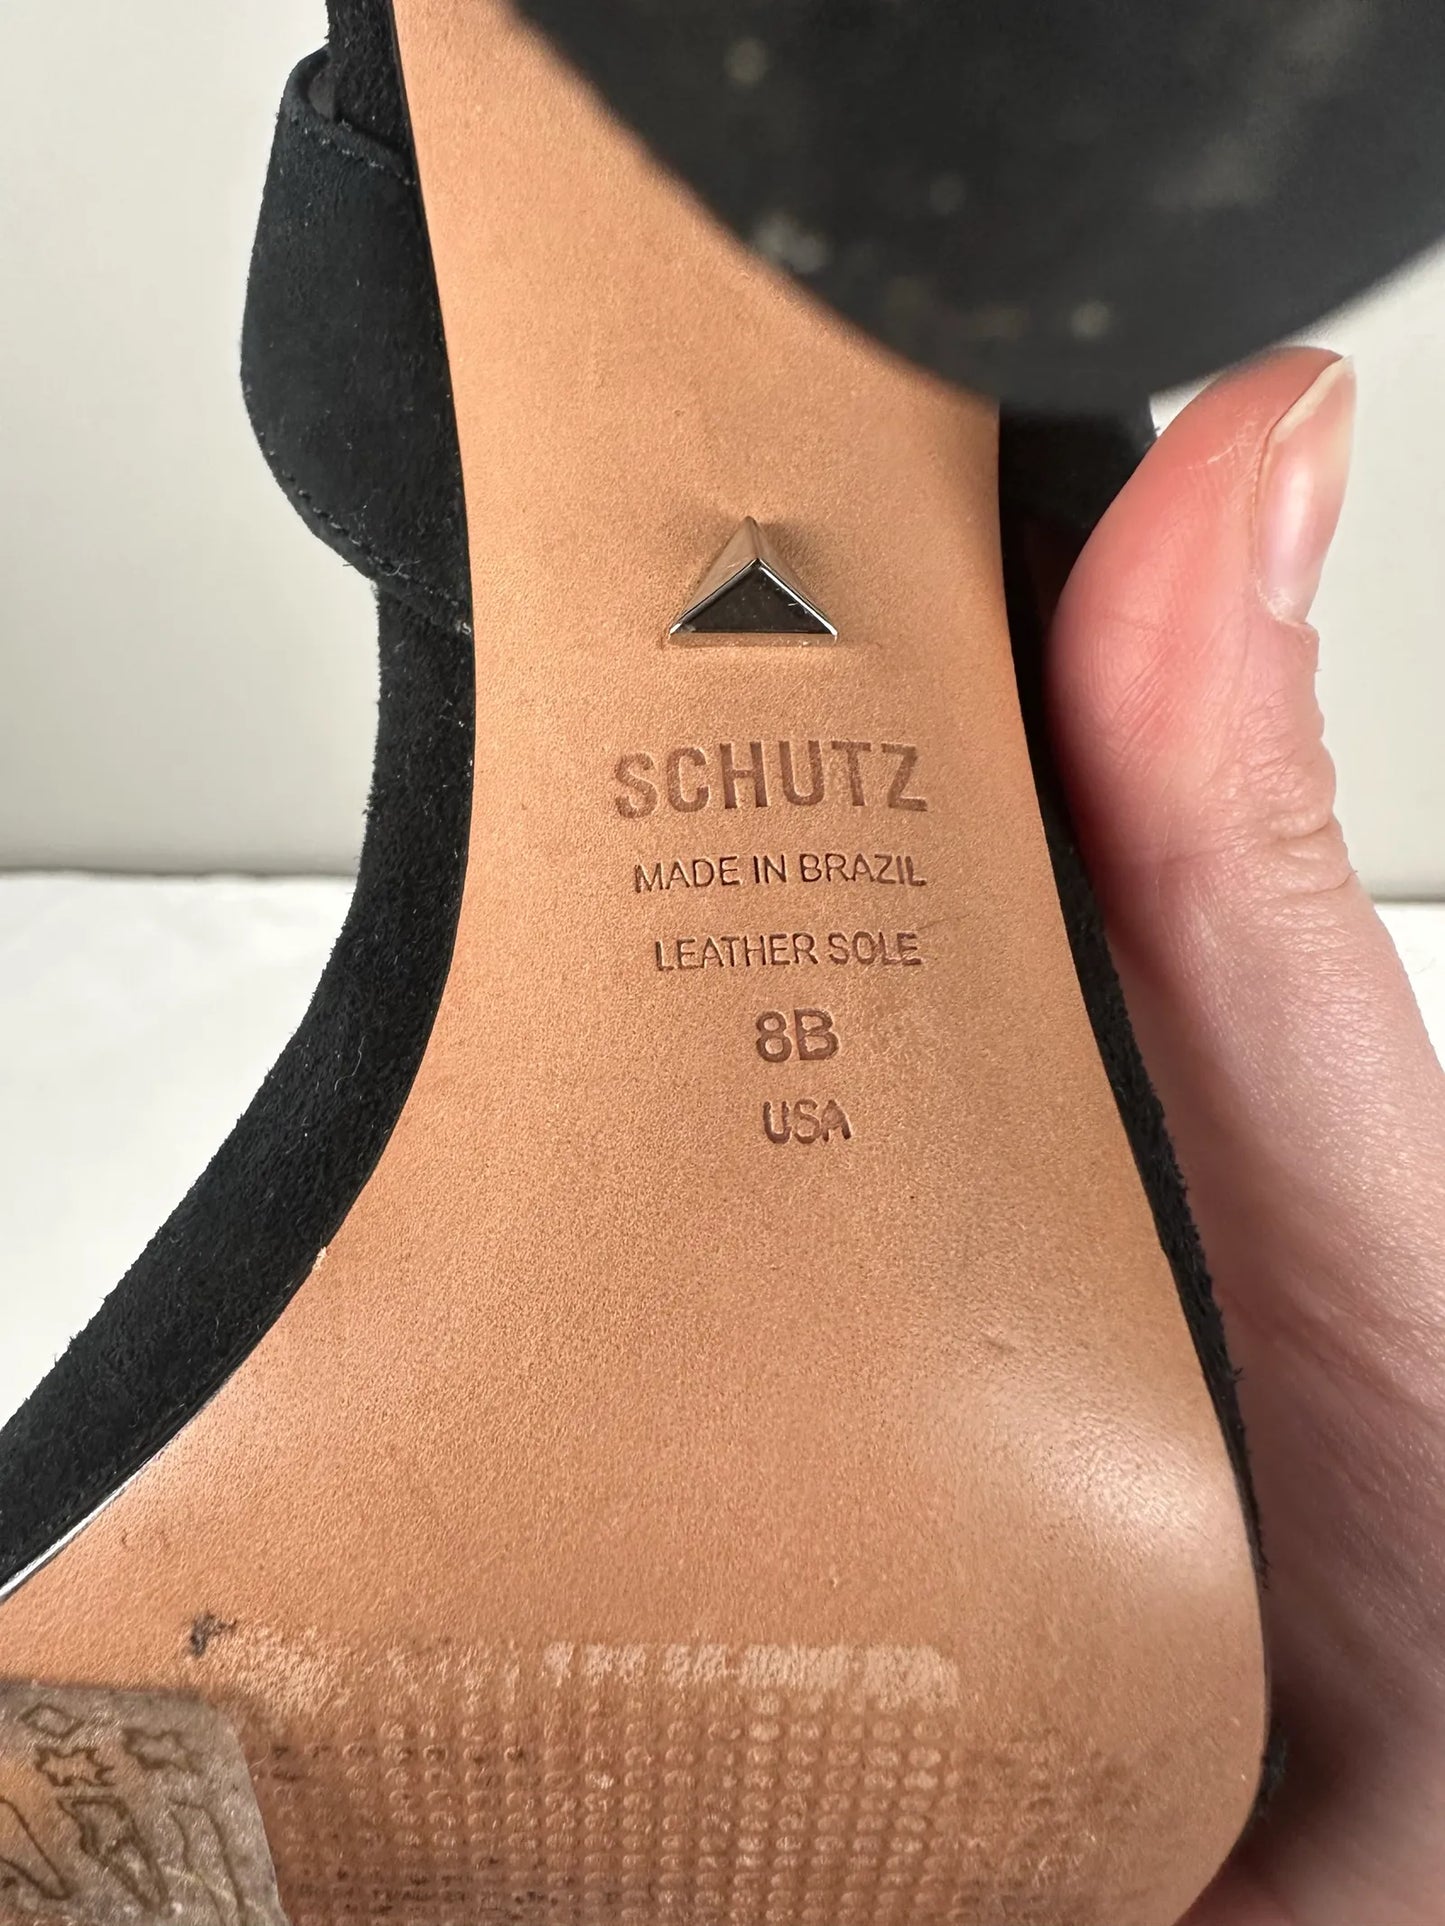 SCHUTZ
MADE IN BRAZIL
LEATHER SOLE
8B
USA